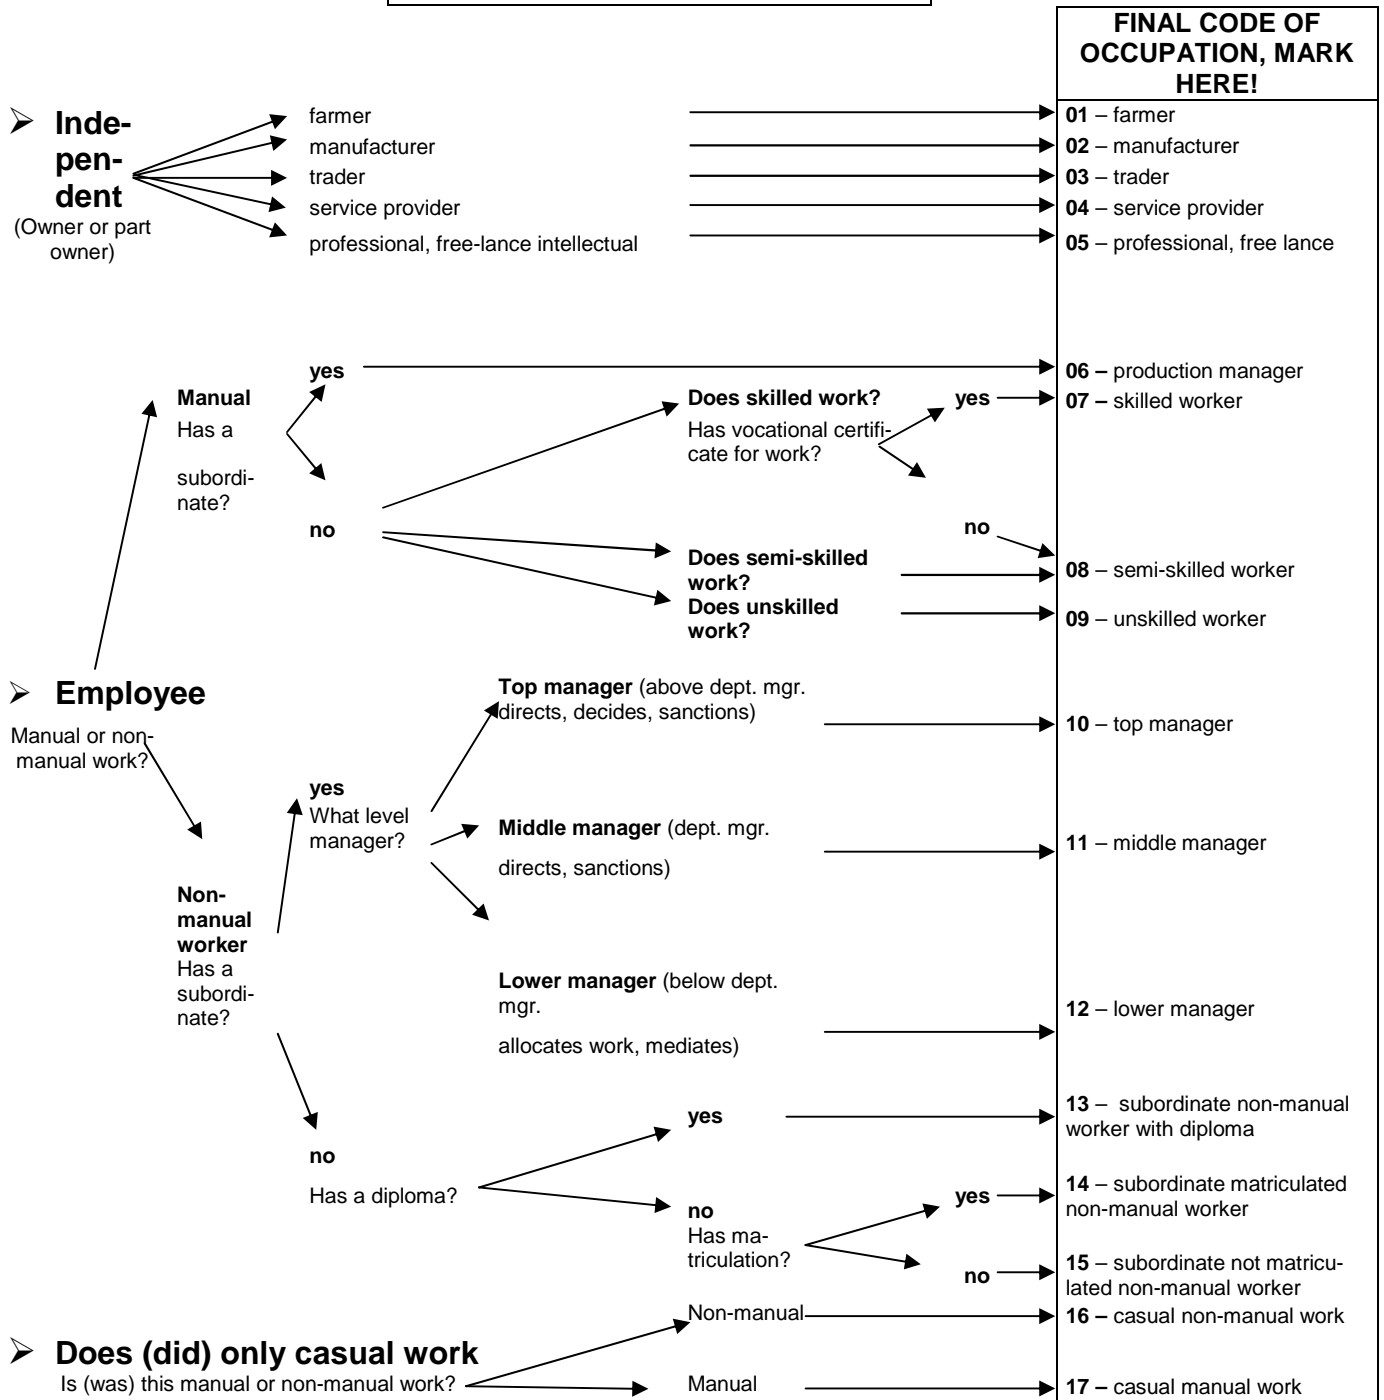 FINAL CODE OF
OCCUPATION, MARK
HERE!
➢ Inde-
pen-
dent
(Owner or part
owner)
farmer
manufacturer
trader
service provider
professional, free-lance intellectual
01 – farmer
02 – manufacturer
03 – trader
04 – service provider
05 – professional, free lance
yes
06 – production manager
Manual
Has a
subordi-
nate?
no
Does skilled work?
Has vocational certifi-
cate for work?
yes
07 – skilled worker
no
Does semi-skilled
work?
08 – semi-skilled worker
Does unskilled
work?
09 – unskilled worker
➢ Employee
Manual or non-
manual work?
Top manager (above dept. mgr.
directs, decides, sanctions)
10 – top manager
yes
What level
manager?
Middle manager (dept. mgr.
directs, sanctions)
11 – middle manager
Non-
manual
worker
Has a
subordi-
nate?
Lower manager (below dept.
mgr.
allocates work, mediates)
12 – lower manager
no
Has a diploma?
yes
13 – subordinate non-manual
worker with diploma
no
Has ma-
triculation?
yes
14 – subordinate matriculated
non-manual worker
no
15 – subordinate not matricu-
lated non-manual worker
➢ Does (did) only casual work
Is (was) this manual or non-manual work?
Non-manual
16 – casual non-manual work
Manual
17 – casual manual work